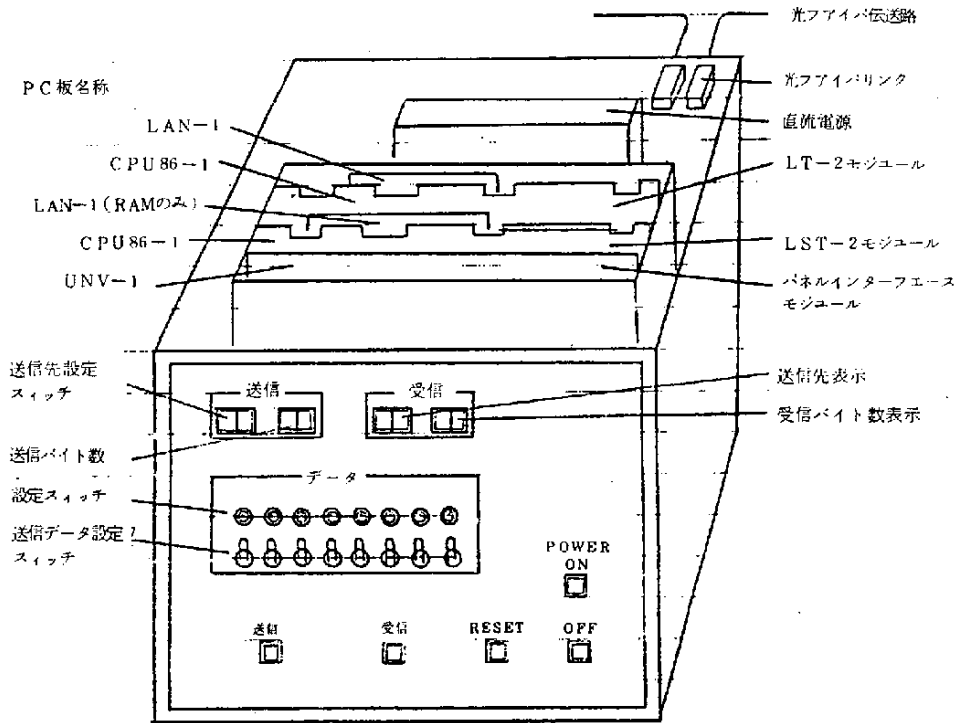 光ファイバ伝送路
光ファイバリンク
直流電源
LT-2モジュール
LST-2モジュール
パネルインターフェース
モジュール
PC板名称
LAN-1
CPU86-1
LAN-1(RAMのみ)
CPU86-1
UNV-1
送信先設定
スイッチ
送信バイト数
設定スイッチ
送信データ設定
スイッチ
送信先表示
受信バイト数表示
送信
受信
データ
POWER
ON
送信
受信
RESET
OFF